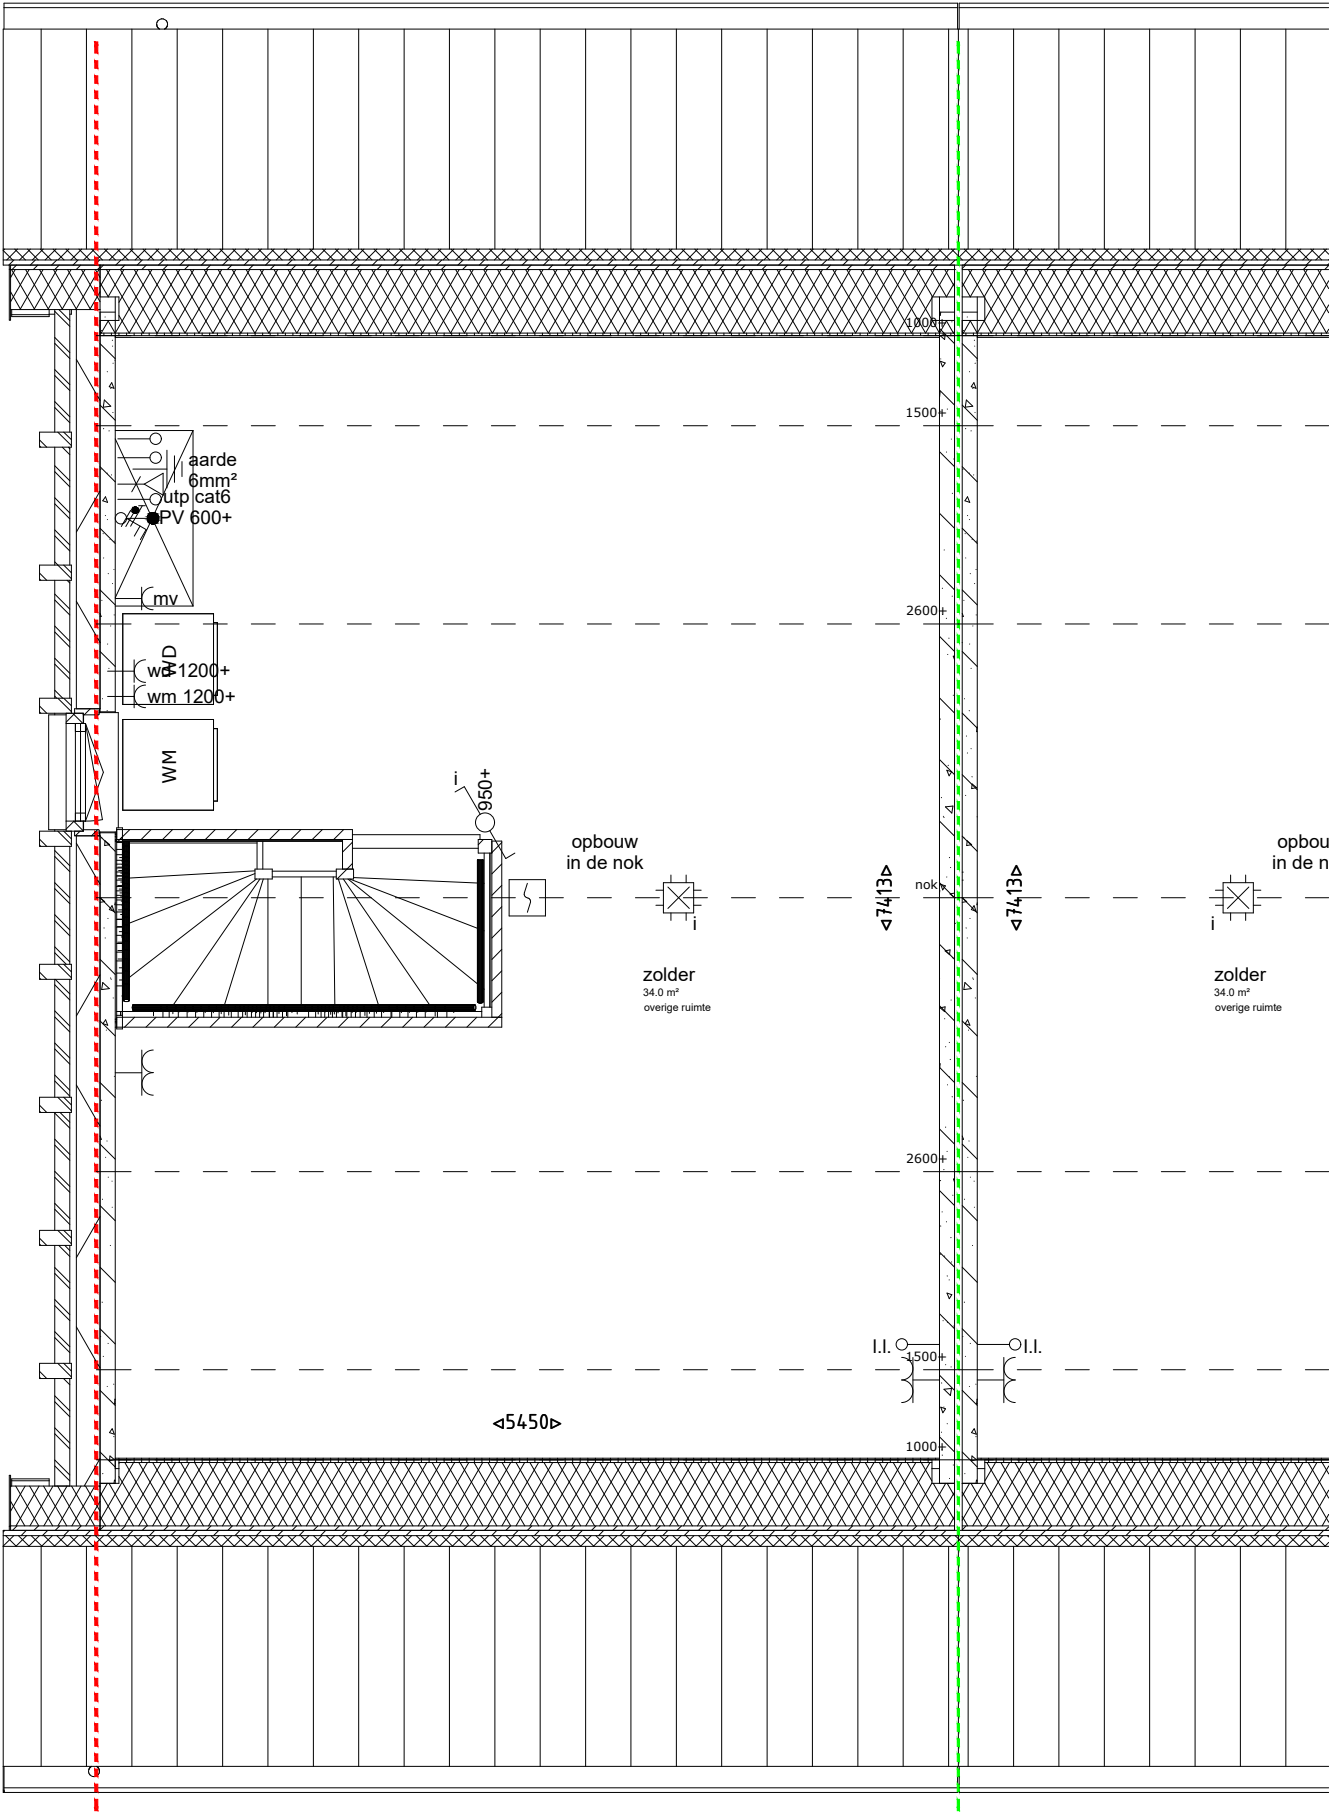 1000+
1500+
aarde
6mm²
utp cat6
PV 600+
mv
2600+
WD
wd 1200+
wm 1200+
WM
i
950+
opbouw
in de nok
i
nok
7413
7413
opbou
in de n
i
zolder
34.0 m²
overige ruimte
zolder
34.0 m²
overige ruimte
2600+
l.l.
l.l.
1500+
5450
1000+